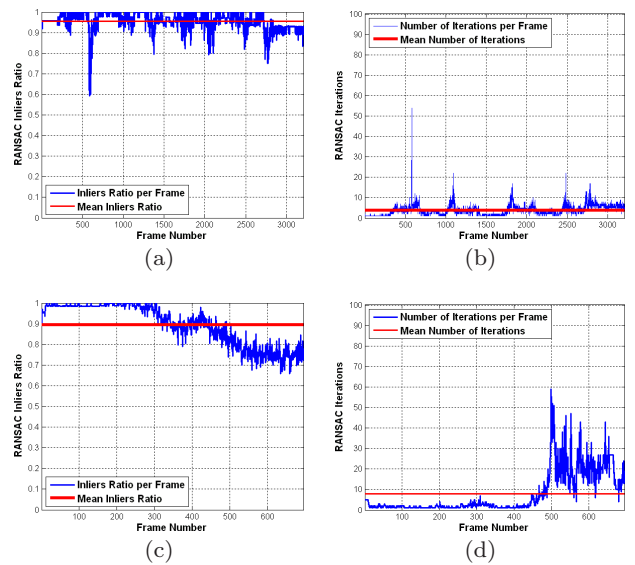 1
0.9
0.8
0.7
0.6
0.5
0.4
0.3
0.2
0.1
0
RANSAC Inliers Ratio
Inliers Ratio per Frame
Mean Inliers Ratio
500 1000 1500 2000 2500 3000
Frame Number
(a)
100
90
80
70
60
50
40
30
20
10
0
RANSAC Iterations
Number of Iterations per Frame
Mean Number of Iterations
500 1000 1500 2000 2500 3000
Frame Number
(b)
1
0.9
0.8
0.7
0.6
0.5
0.4
0.3
0.2
0.1
0
RANSAC Inliers Ratio
Inliers Ratio per Frame
Mean Inliers Ratio
100 200 300 400 500 600
Frame Number
(c)
100
90
80
70
60
50
40
30
20
10
0
RANSAC Iterations
Number of Iterations per Frame
Mean Number of Iterations
100 200 300 400 500 600
Frame Number
(d)